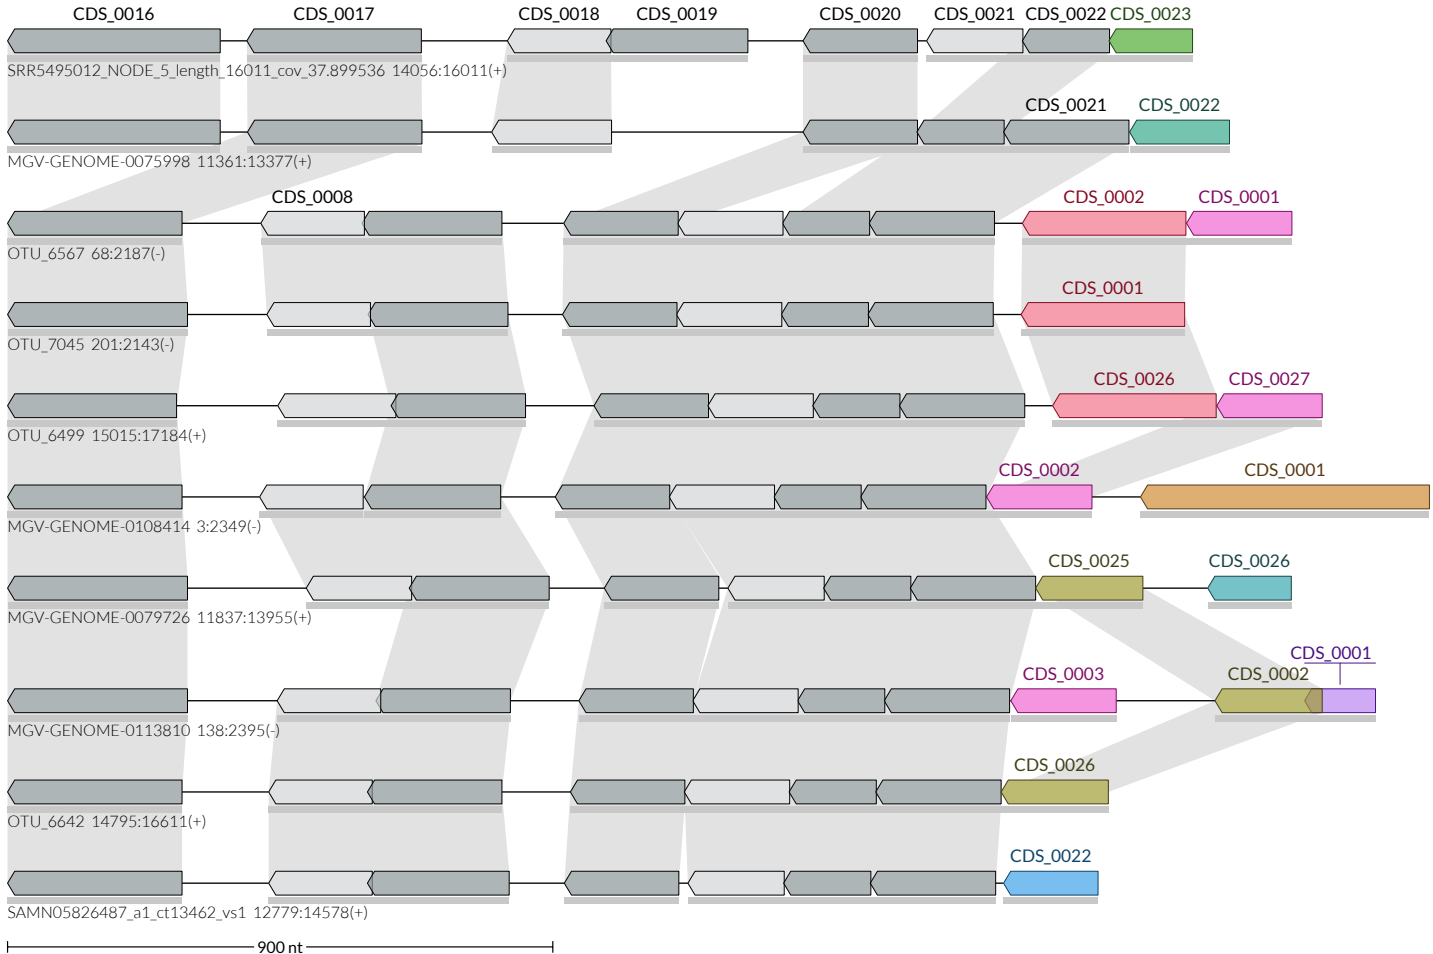 CDS_0016 CDS_0017 CDS_0018 CDS_0019 CDS_0020 CDS_0021 CDS_0022 CDS_0023
SRR5495012_NODE_5_length_16011_cov_37.899536 14056:16011(+)
CDS_0021 CDS_0022
MGV-GENOME-0075998 11361:13377(+)
CDS_0008 CDS_0002 CDS_0001
OTU_6567 68:2187(-)
CDS_0001
OTU_7045 201:2143(-)
CDS_0026 CDS_0027
OTU_6499 15015:17184(+)
CDS_0002 CDS_0001
MGV-GENOME-0108414 3:2349(-)
CDS_0025 CDS_0026
MGV-GENOME-0079726 11837:13955(+)
CDS_0001
CDS_0003 CDS_0002
MGV-GENOME-0113810 138:2395(-)
CDS_0026
OTU_6642 14795:16611(+)
CDS_0022
SAMN05826487_a1_ct13462_vs1 12779:14578(+)
900 nt